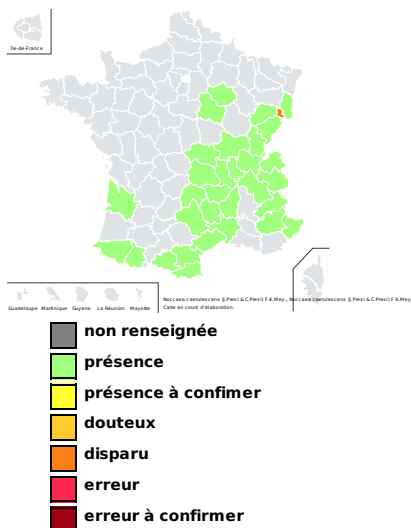 Île-de-France
Guadeloupe Martinique Guyane La Réunion Mayotte
Noccaea caerulescens (J.Presl & C.Presl) F.K.Mey., Noccaea caerulescens (J.Presl & C.Presl) F.K.Mey
Carte en cours d'élaboration.
non renseignée
présence
présence à confimer
douteux
disparu
erreur
erreur à confirmer